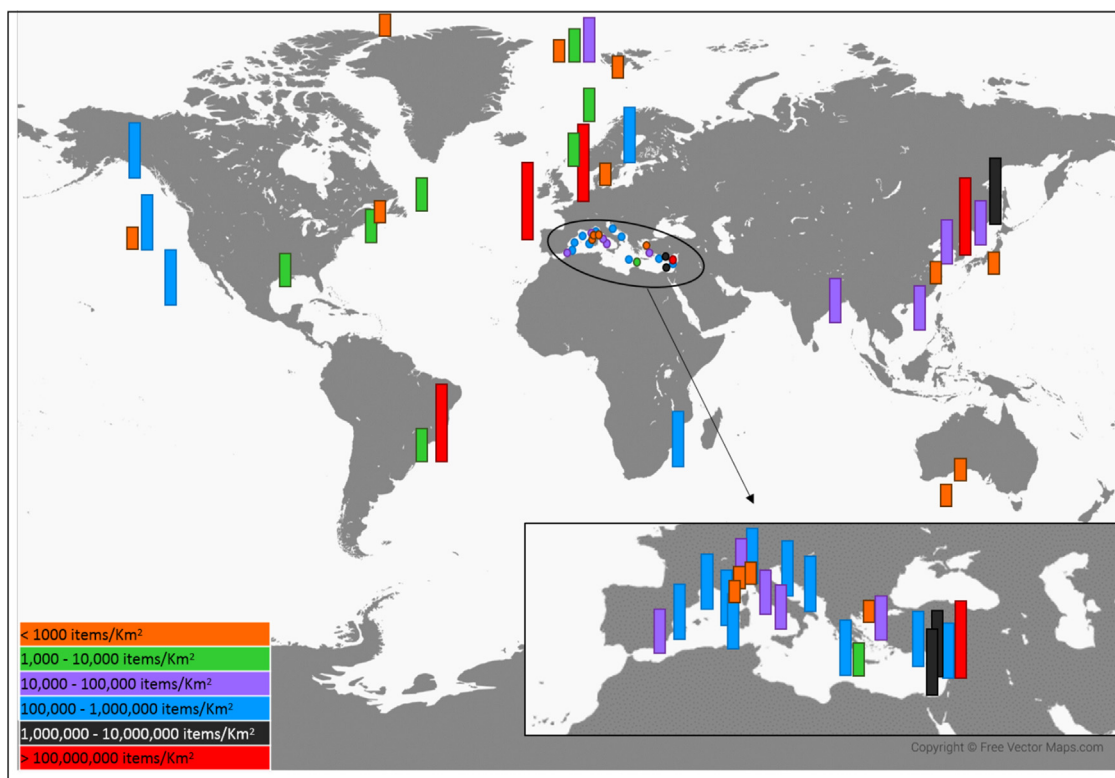 < 1000 items/Km²
1,000 - 10,000 items/Km²
10,000 - 100,000 items/Km²
100,000 - 1,000,000 items/Km²
1,000,000 - 10,000,000 items/Km²
> 100,000,000 items/Km²
Copyright © Free Vector Maps.com